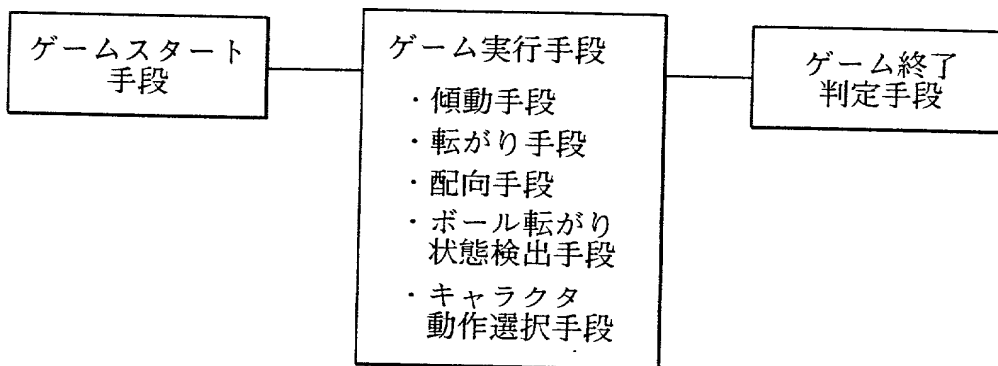 ゲームスタート
手段
ゲーム実行手段
・傾動手段
・転がり手段
・配向手段
・ボール転がり
状態検出手段
・キャラクタ
動作選択手段
ゲーム終了
判定手段